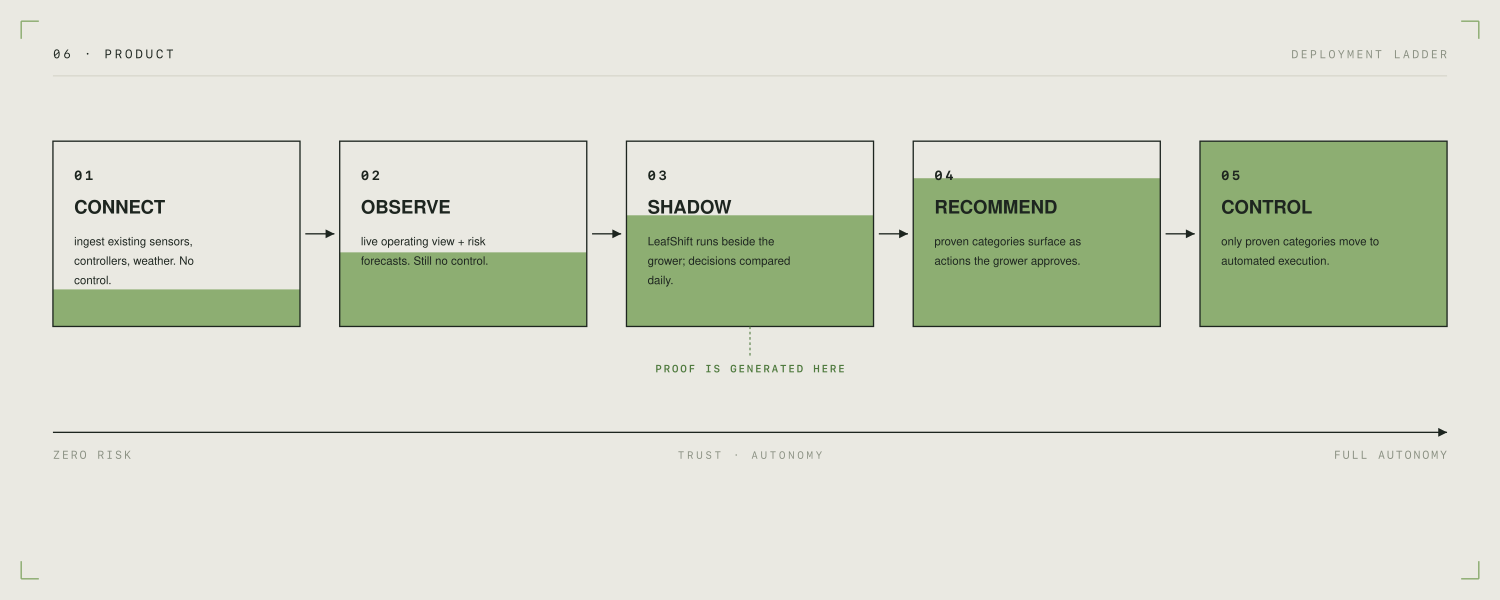 06 · PRODUCT
DEPLOYMENT LADDER
01
CONNECT
ingest existing sensors,
controllers, weather. No
control.
02
OBSERVE
live operating view + risk
forecasts. Still no control.
03
SHADOW
LeafShift runs beside the
grower; decisions compared
daily.
04
RECOMMEND
proven categories surface as
actions the grower approves.
05
CONTROL
only proven categories move to
automated execution.
PROOF IS GENERATED HERE
ZERO RISK
TRUST · AUTONOMY
FULL AUTONOMY